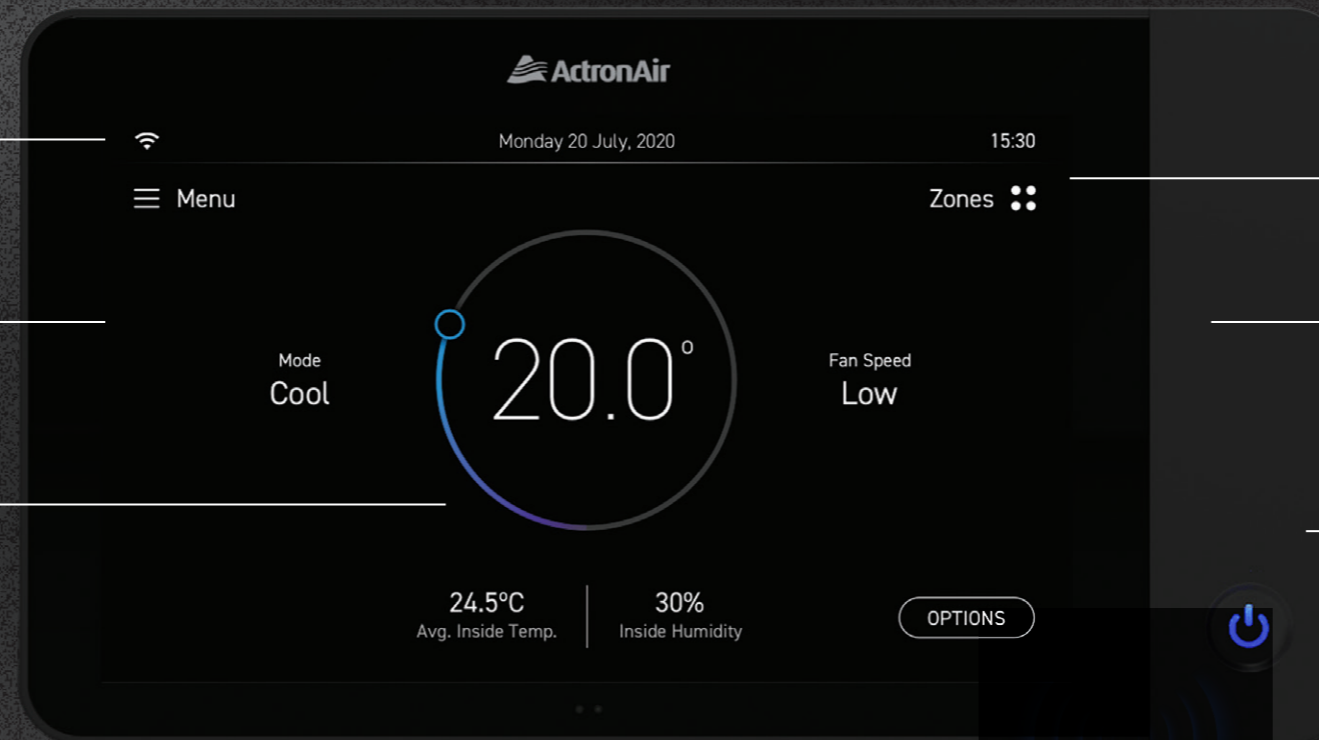 ActronAir
Monday 20 July, 2020
15:30
Menu
Zones
Mode
Cool
20.0°
Fan Speed
Low
24.5ºC
Avg. Inside Temp.
30%
Inside Humidity
OPTIONS